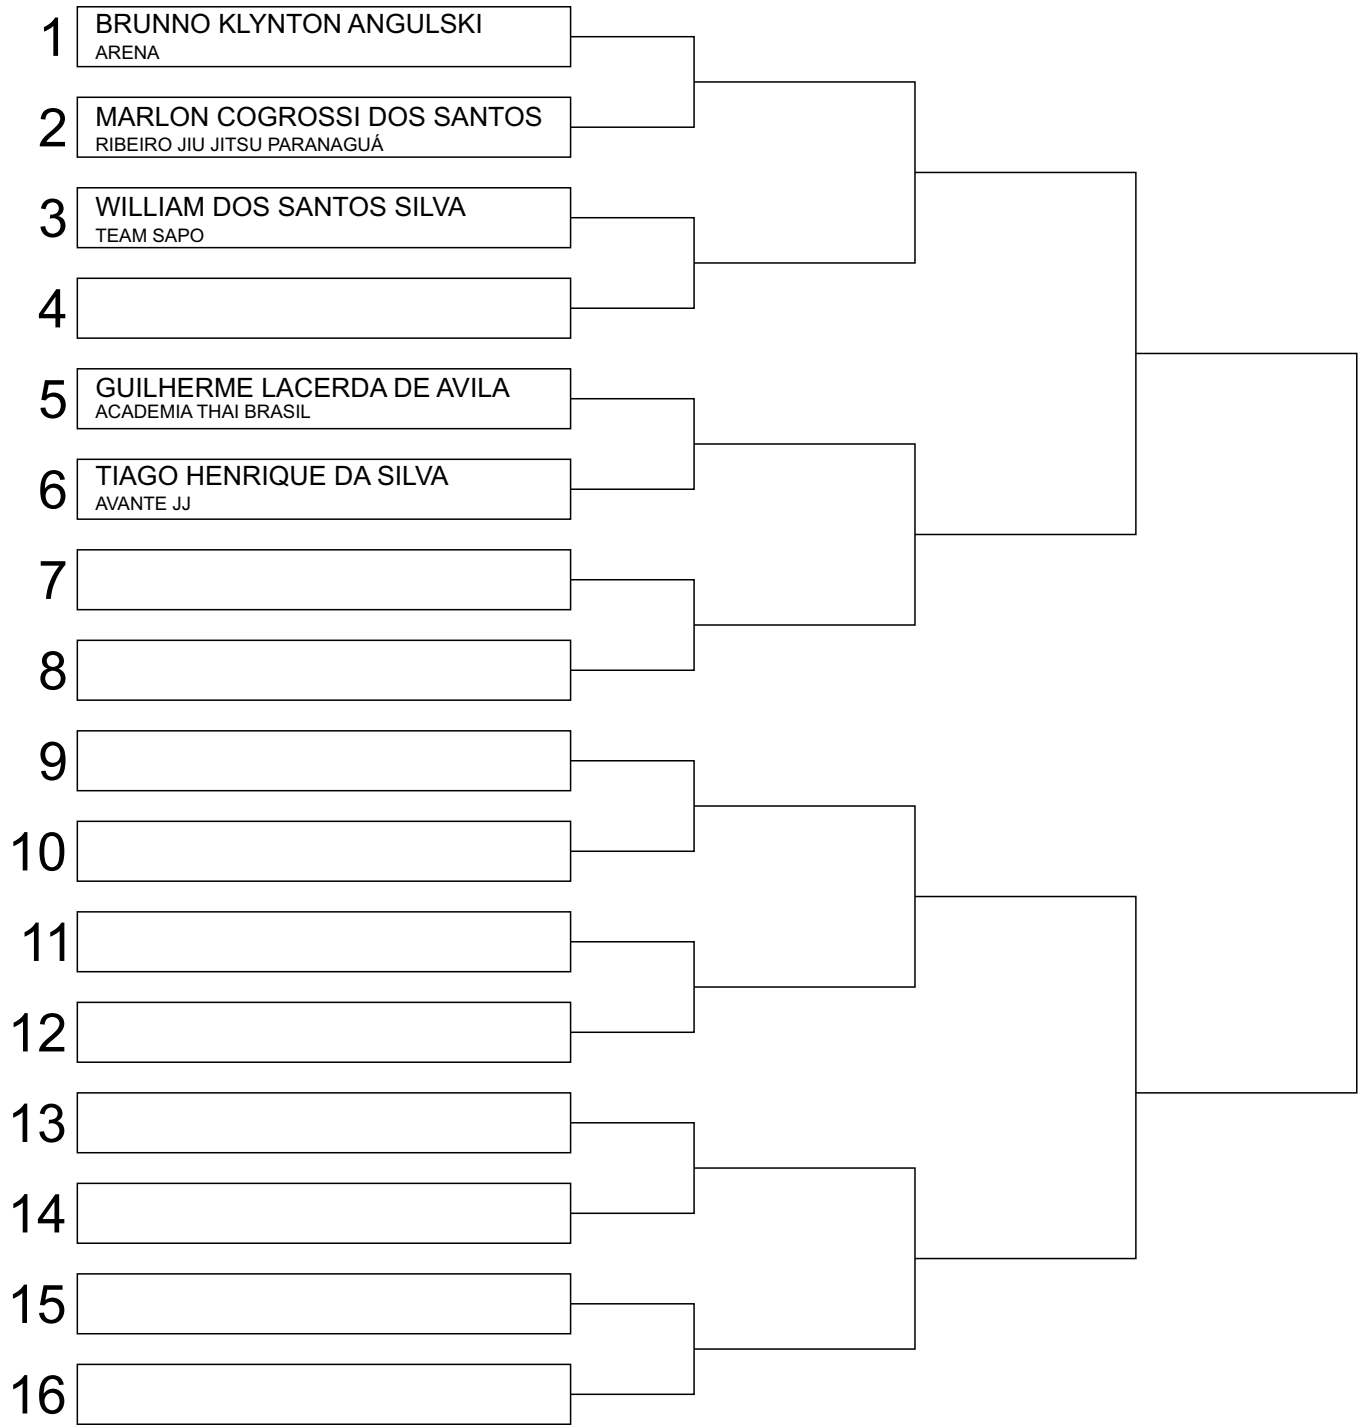 1
BRUNNO KLYNTON ANGULSKI
ARENA
2
MARLON COGROSSI DOS SANTOS
RIBEIRO JIU JITSU PARANAGUÁ
3
WILLIAM DOS SANTOS SILVA
TEAM SAPO
4
5
GUILHERME LACERDA DE AVILA
ACADEMIA THAI BRASIL
6
TIAGO HENRIQUE DA SILVA
AVANTE JJ
7
8
9
10
11
12
13
14
15
16